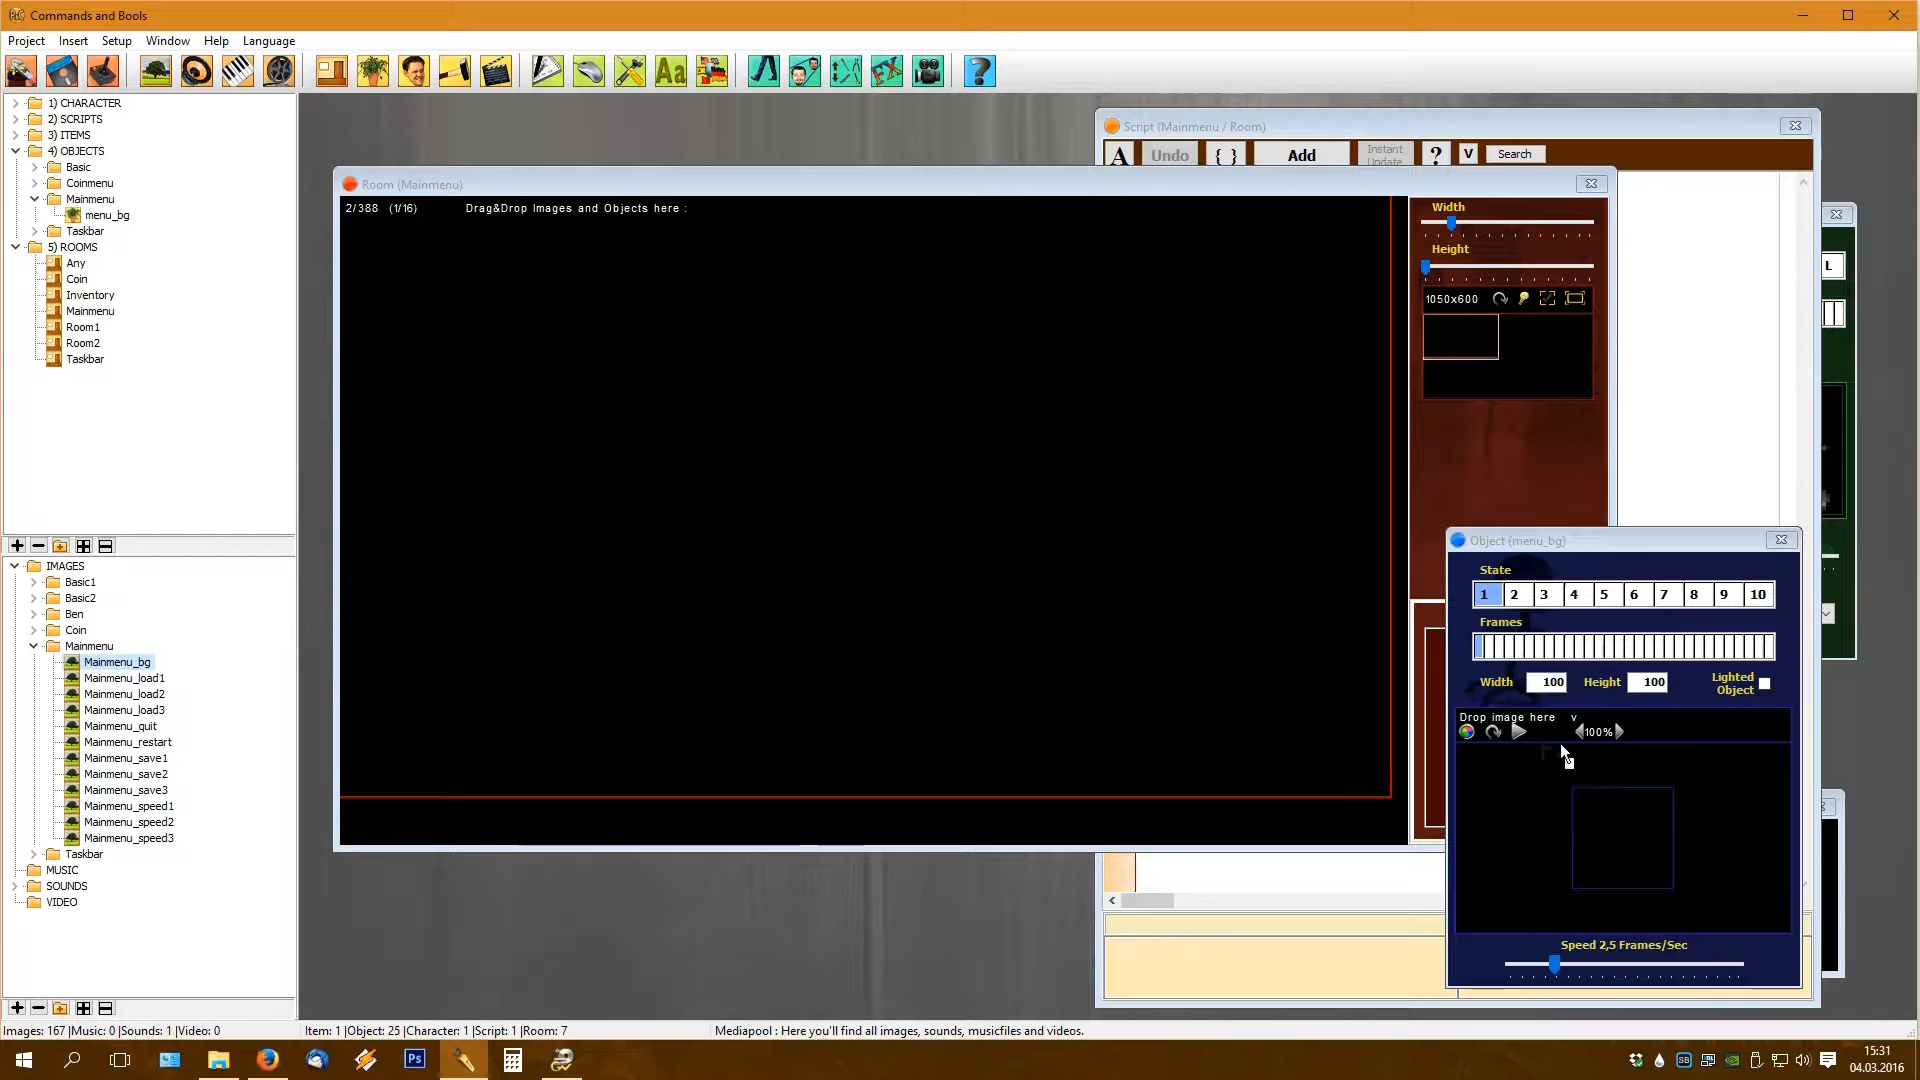 Commands and Bools
Project Insert Setup Window Help Language
Aa
?
1) CHARACTER
2) SCRIPTS
3) ITEMS
4) OBJECTS
Basic
Coinmenu
Mainmenu
menu_bg
Taskbar
5) ROOMS
Any
Coin
Inventory
Mainmenu
Room1
Room2
Taskbar
IMAGES
Basic1
Basic2
Ben
Coin
Mainmenu
Mainmenu_bg
Mainmenu_load1
Mainmenu_load2
Mainmenu_load3
Mainmenu_quit
Mainmenu_restart
Mainmenu_save1
Mainmenu_save2
Mainmenu_save3
Mainmenu_speed1
Mainmenu_speed2
Mainmenu_speed3
Taskbar
MUSIC
SOUNDS
VIDEO
Script (Mainmenu / Room)
A Undo { } Add Instant Update ? V Search
Room (Mainmenu)
2/388 (1/16) Drag&Drop Images and Objects here :
Width
Height
1050x600
L
Object (menu_bg)
State
1 2 3 4 5 6 7 8 9 10
Frames
Width 100 Height 100 Lighted Object
Drop image here v
100%
Speed 2,5 Frames/Sec
Images: 167 |Music: 0 |Sounds: 1 |Video: 0
Item: 1 |Object: 25 |Character: 1 |Script: 1 |Room: 7
Mediapool : Here you'll find all images, sounds, musicfiles and videos.
Ps
SB
15:31
04.03.2016